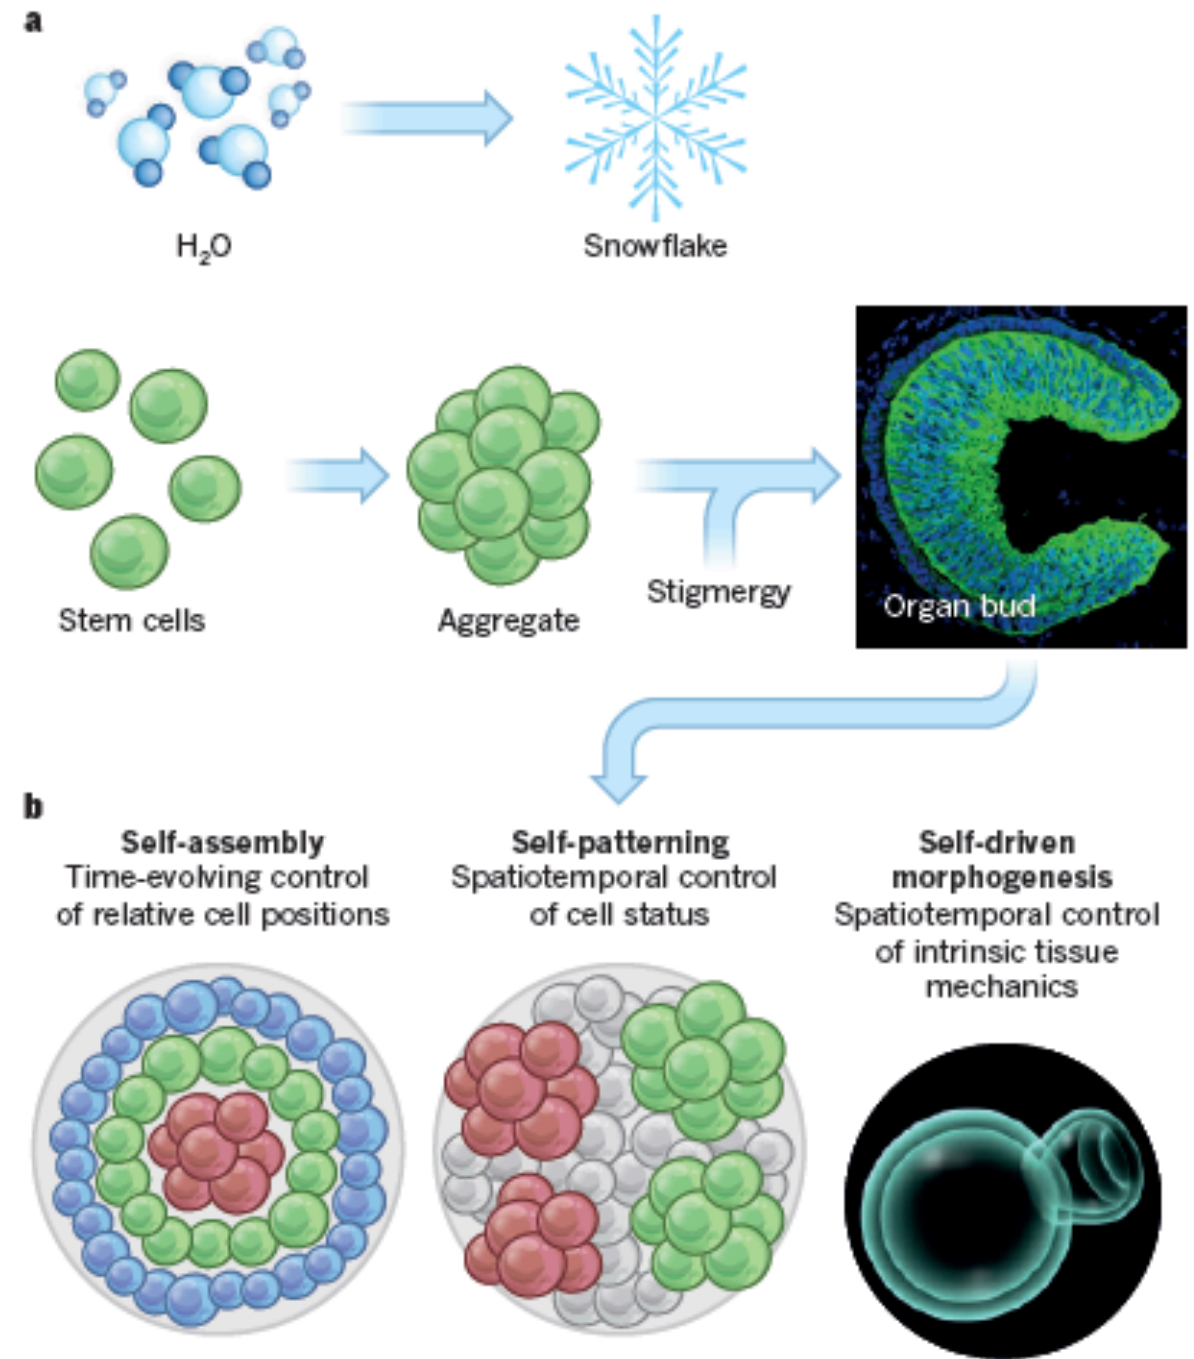 a
H₂O
Snowflake
Stem cells
Aggregate
Stigmergy
Organ bud
b
Self-assembly
Time-evolving control
of relative cell positions
Self-patterning
Spatiotemporal control
of cell status
Self-driven
morphogenesis
Spatiotemporal control
of intrinsic tissue
mechanics